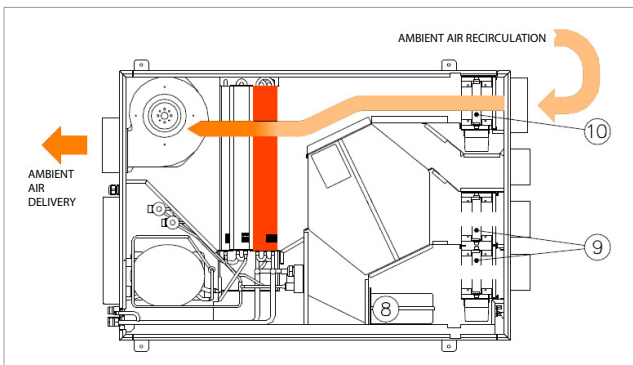 AMBIENT AIR RECIRCULATION
10
AMBIENT
AIR
DELIVERY
9
8